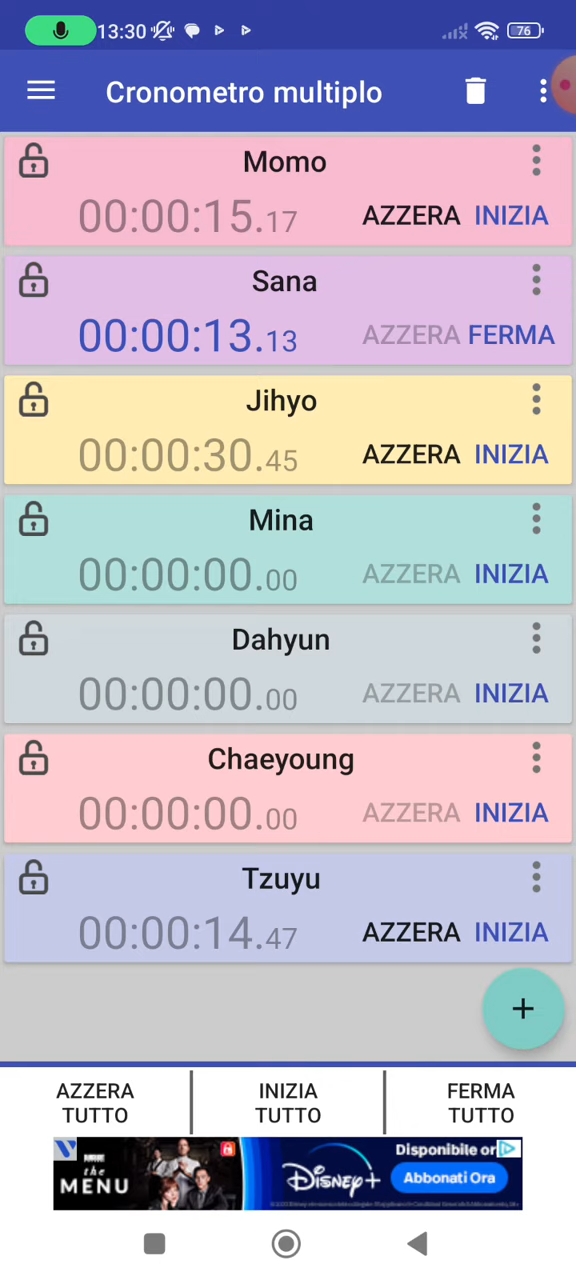 13:30
76
Cronometro multiplo
Momo
00:00:15.17 AZZERA INIZIA
Sana
00:00:13.13 AZZERA FERMA
Jihyo
00:00:30.45 AZZERA INIZIA
Mina
00:00:00.00 AZZERA INIZIA
Dahyun
00:00:00.00 AZZERA INIZIA
Chaeyoung
00:00:00.00 AZZERA INIZIA
Tzuyu
00:00:14.47 AZZERA INIZIA
+
AZZERA
TUTTO
INIZIA
TUTTO
FERMA
TUTTO
the
MENU
Disney+
Disponibile or
Abbonati Ora